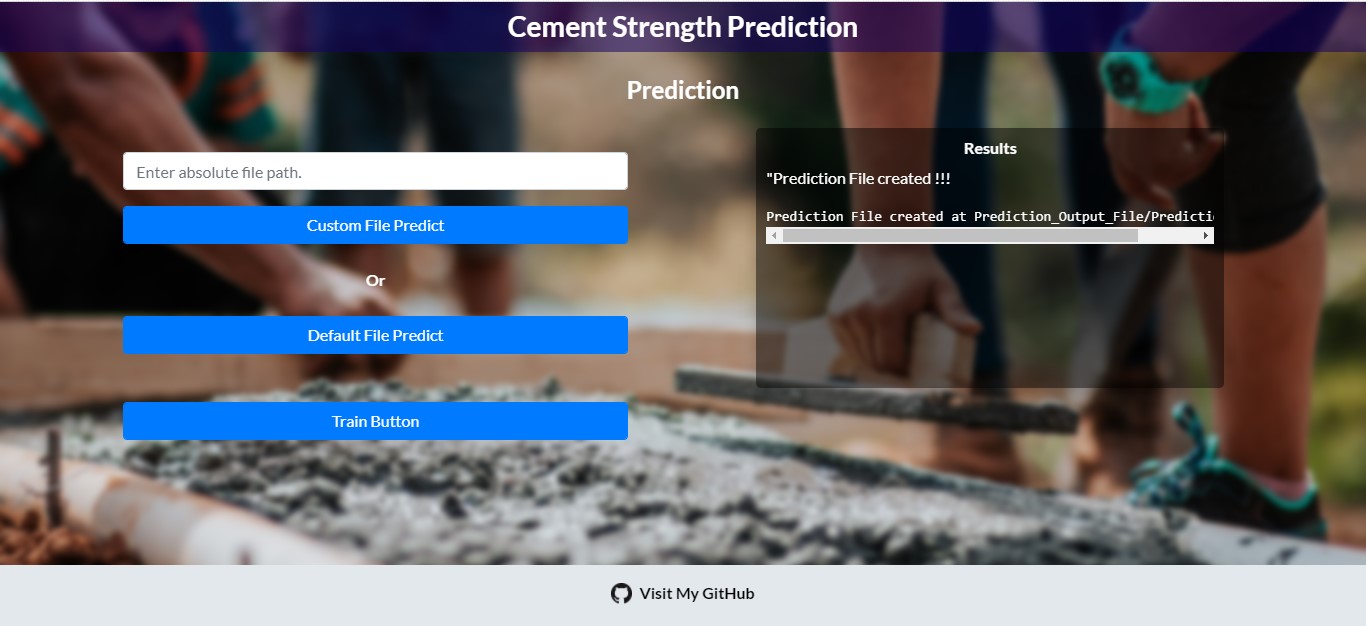 Cement Strength Prediction
Prediction
Enter absolute file path.
Custom File Predict
Or
Default File Predict
Train Button
Results
"Prediction File created !!!
Prediction File created at Prediction_Output_File/Predicti
Visit My GitHub